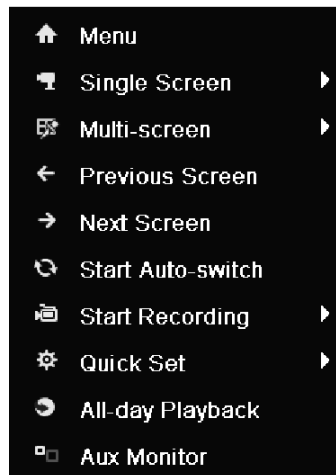 Menu
Single Screen
Multi-screen
Previous Screen
Next Screen
Start Auto-switch
Start Recording
Quick Set
All-day Playback
Aux Monitor